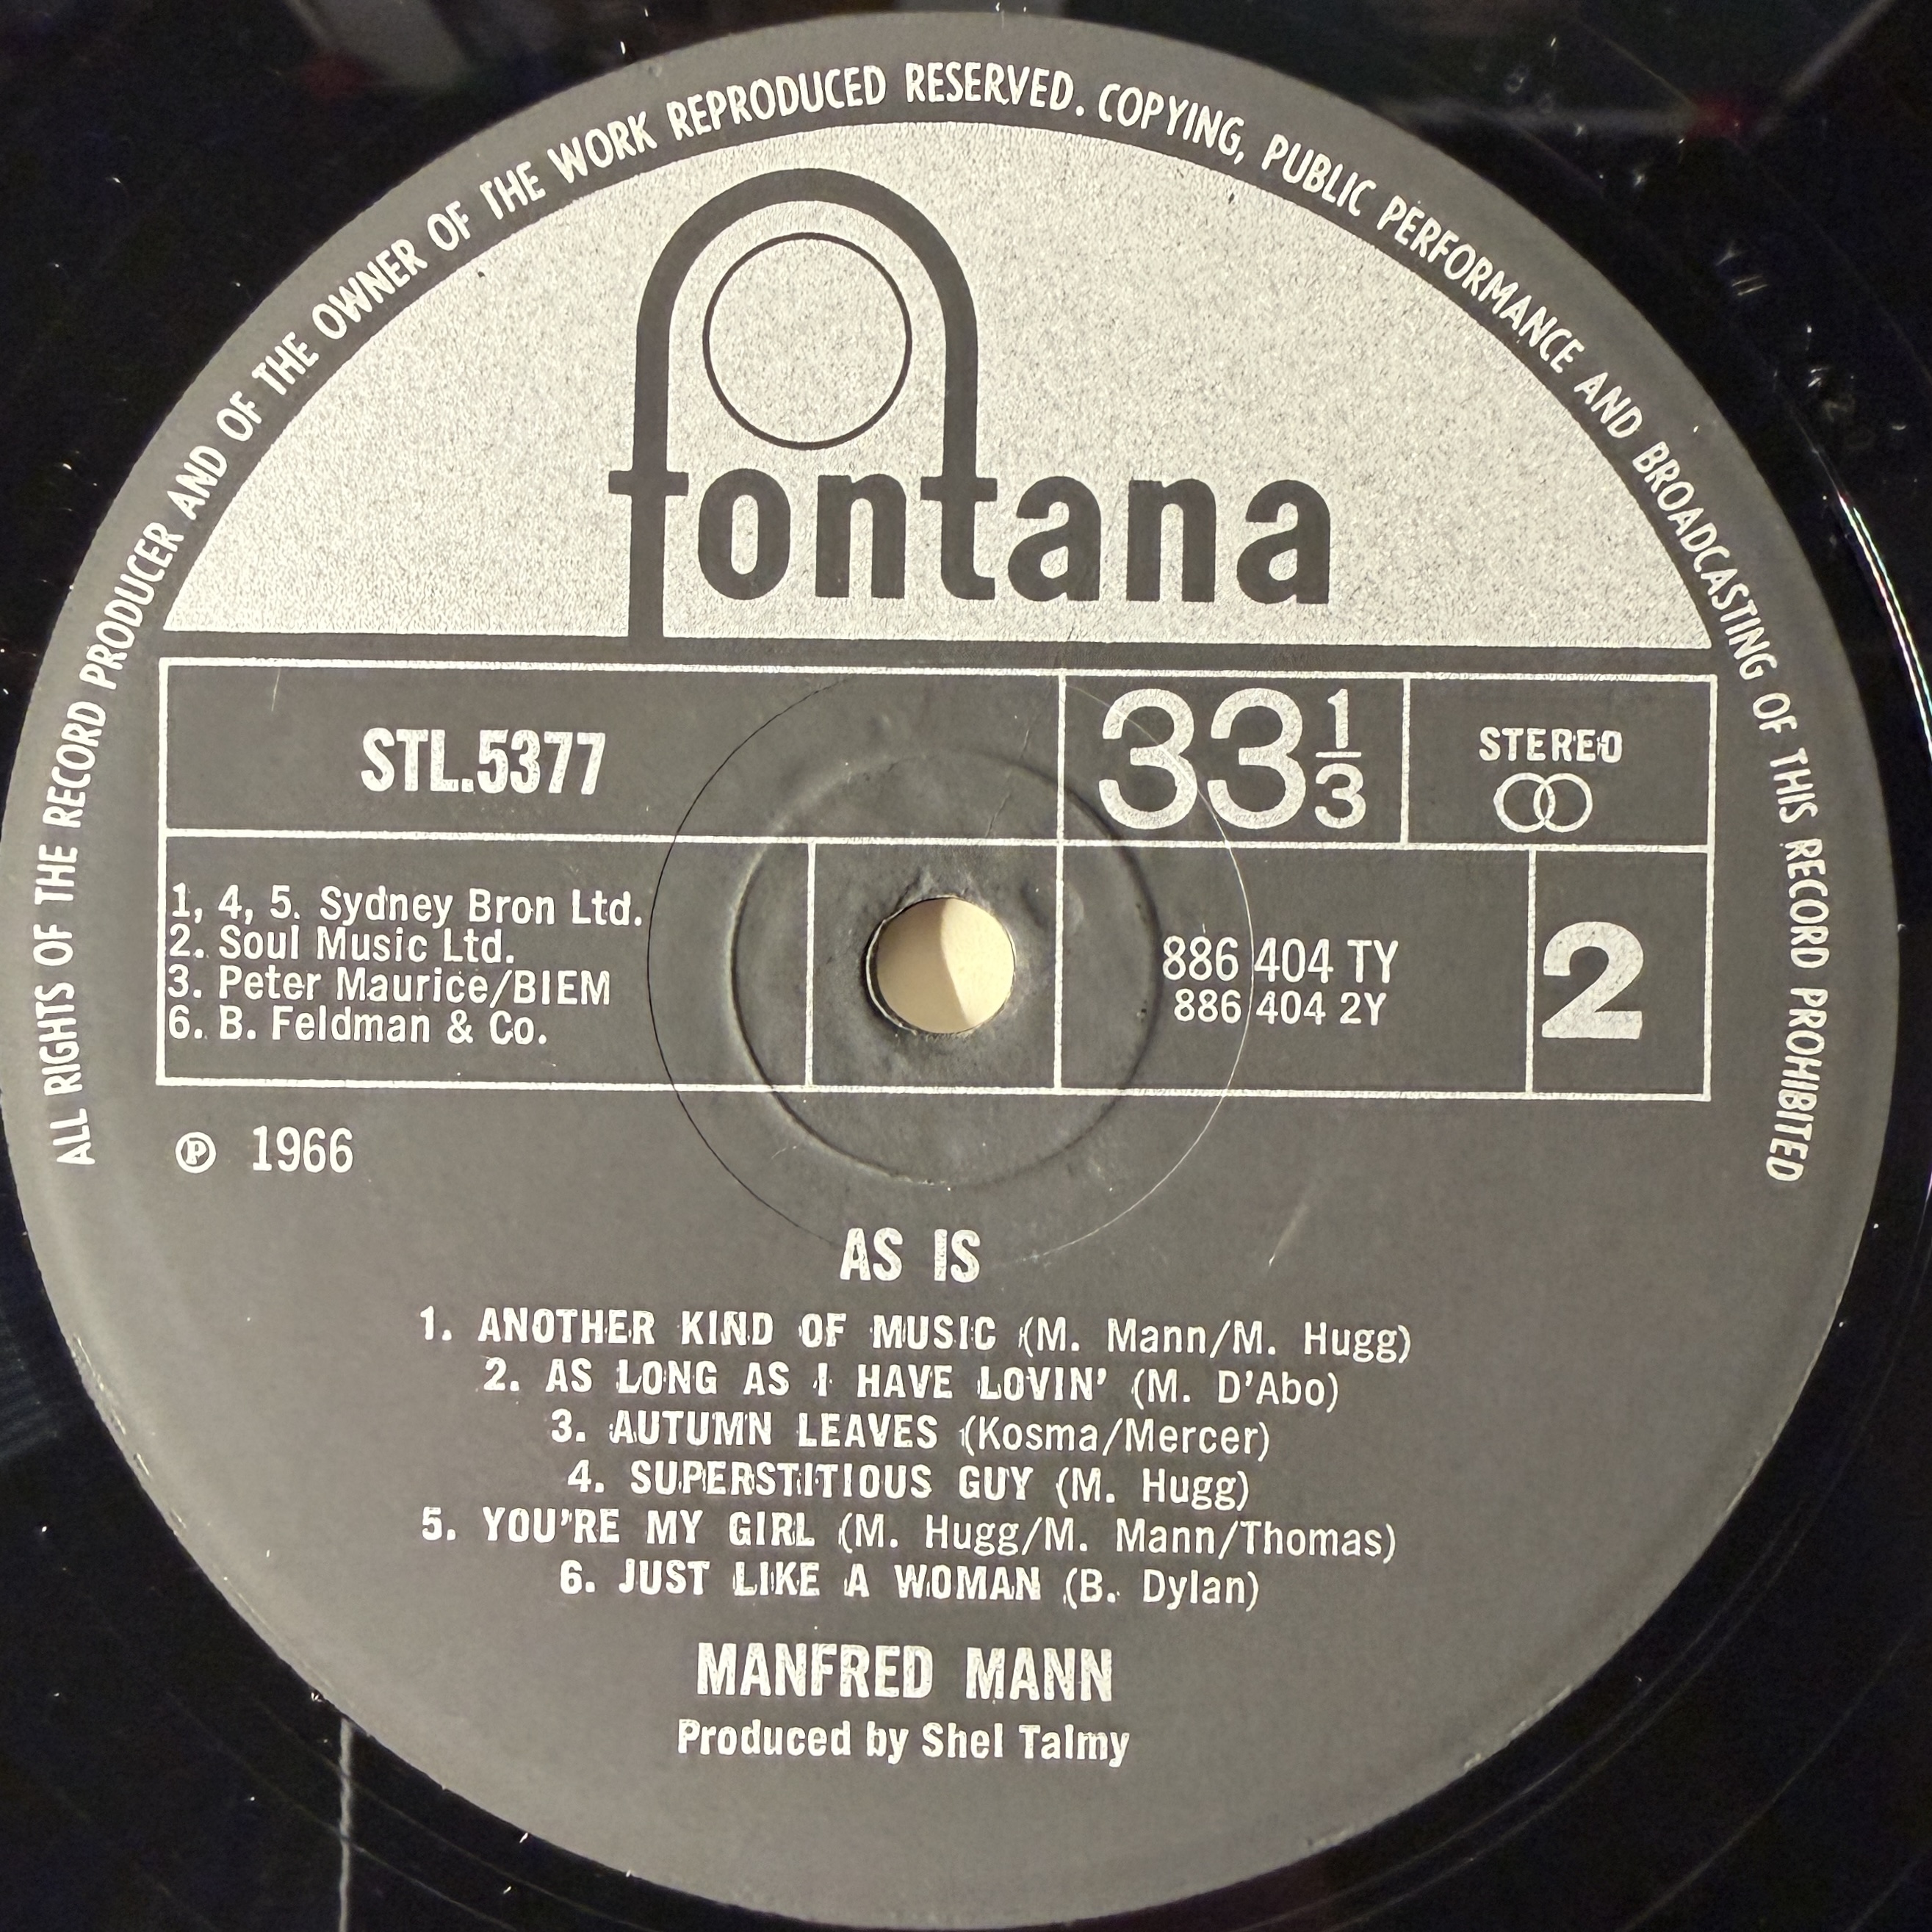 ALL RIGHTS OF THE RECORD PRODUCER AND OF THE OWNER OF THE WORK REPRODUCED RESERVED. COPYING, PUBLIC PERFORMANCE AND BROADCASTING OF THIS RECORD PROHIBITED
fontana
STL.5377
33 1/3
STEREO
1, 4, 5. Sydney Bron Ltd.
2. Soul Music Ltd.
3. Peter Maurice/BIEM
6. B. Feldman & Co.
886 404 TY
886 404 2Y
2
℗ 1966
AS IS
1. ANOTHER KIND OF MUSIC (M. Mann/M. Hugg)
2. AS LONG AS I HAVE LOVIN' (M. D'Abo)
3. AUTUMN LEAVES (Kosma/Mercer)
4. SUPERSTITIOUS GUY (M. Hugg)
5. YOU'RE MY GIRL (M. Hugg/M. Mann/Thomas)
6. JUST LIKE A WOMAN (B. Dylan)
MANFRED MANN
Produced by Shel Talmy